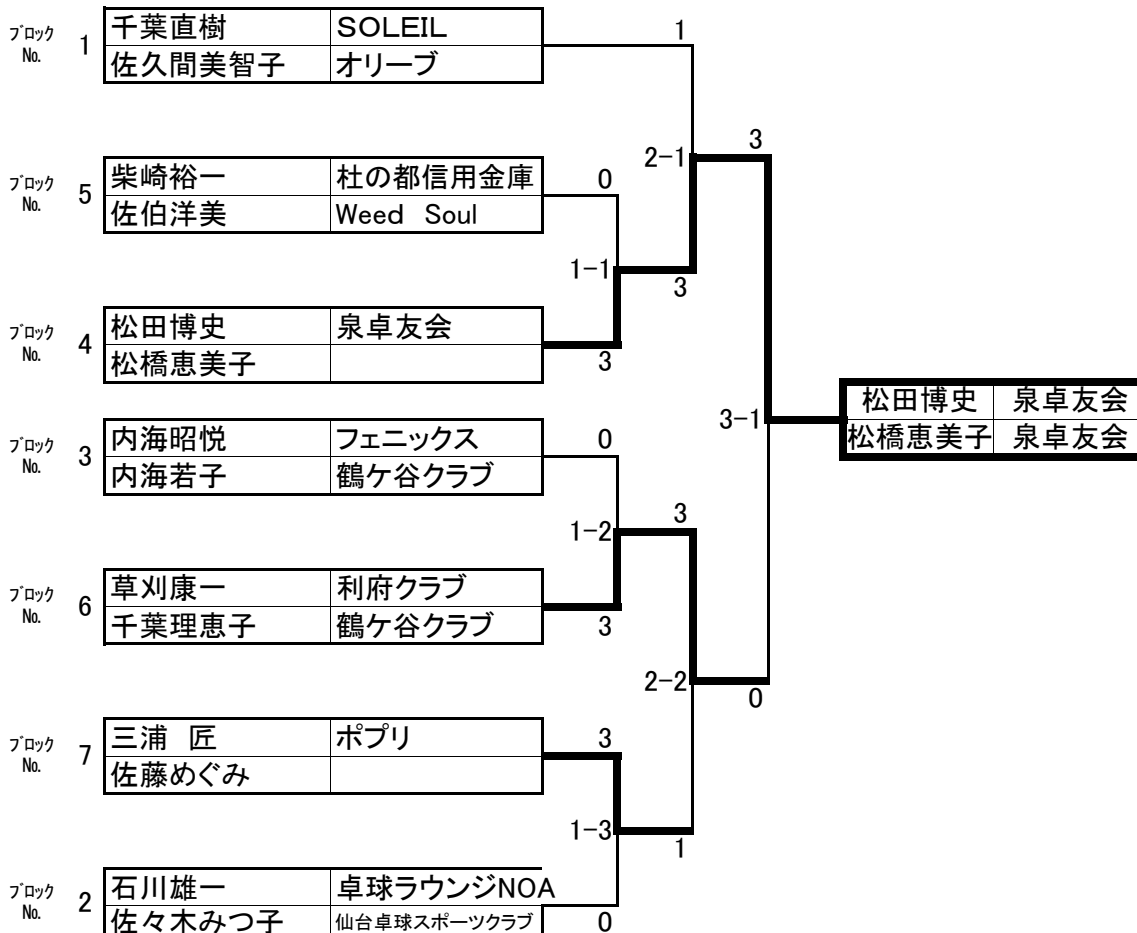 ﾌﾞﾛｯｸ No. 1 千葉直樹 SOLEIL 1
佐久間美智子 オリーブ
3
2-1
ﾌﾞﾛｯｸ No. 5 柴崎裕一 杜の都信用金庫 0
佐伯洋美 Weed Soul
1-1
3
ﾌﾞﾛｯｸ No. 4 松田博史 泉卓友会
松橋恵美子 3
松田博史 泉卓友会
3-1
松橋恵美子 泉卓友会
ﾌﾞﾛｯｸ No. 3 内海昭悦 フェニックス 0
内海若子 鶴ケ谷クラブ
1-2 3
ﾌﾞﾛｯｸ No. 6 草刈康一 利府クラブ
千葉理恵子 鶴ケ谷クラブ 3
2-2
0
ﾌﾞﾛｯｸ No. 7 三浦 匠 ポプリ 3
佐藤めぐみ
1-3
1
ﾌﾞﾛｯｸ No. 2 石川雄一 卓球ラウンジNOA
佐々木みつ子 仙台卓球スポーツクラブ 0